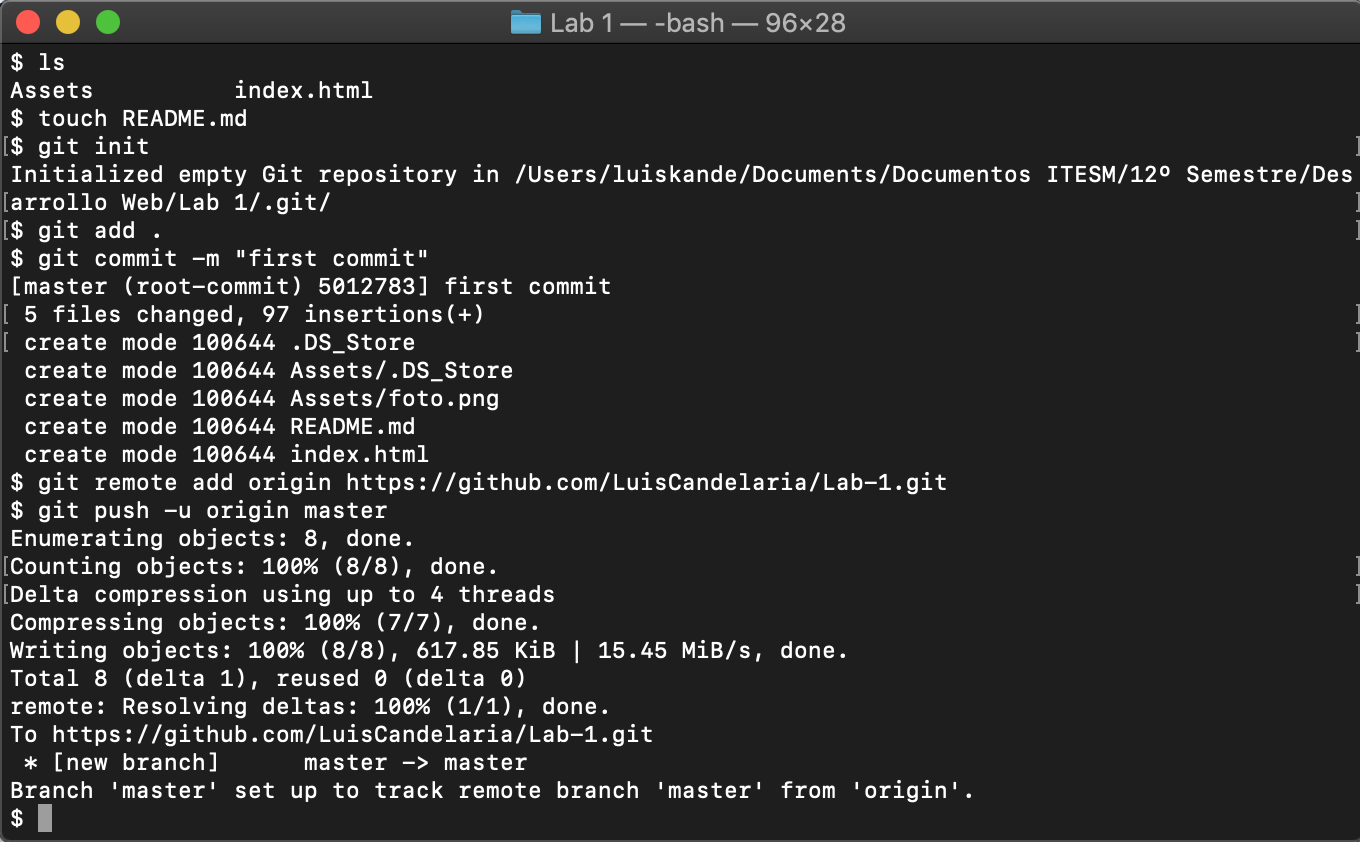 Lab 1 — -bash — 96×28
$ ls
Assets          index.html
$ touch README.md
[$ git init ]
Initialized empty Git repository in /Users/luiskande/Documents/Documentos ITESM/12º Semestre/Des
[arrollo Web/Lab 1/.git/ ]
[$ git add . ]
$ git commit -m "first commit"
[master (root-commit) 5012783] first commit
[ 5 files changed, 97 insertions(+) ]
[ create mode 100644 .DS_Store ]
 create mode 100644 Assets/.DS_Store
 create mode 100644 Assets/foto.png
 create mode 100644 README.md
 create mode 100644 index.html
$ git remote add origin https://github.com/LuisCandelaria/Lab-1.git
$ git push -u origin master
Enumerating objects: 8, done.
[Counting objects: 100% (8/8), done. ]
[Delta compression using up to 4 threads ]
Compressing objects: 100% (7/7), done.
Writing objects: 100% (8/8), 617.85 KiB | 15.45 MiB/s, done.
Total 8 (delta 1), reused 0 (delta 0)
remote: Resolving deltas: 100% (1/1), done.
To https://github.com/LuisCandelaria/Lab-1.git
 * [new branch]      master -> master
Branch 'master' set up to track remote branch 'master' from 'origin'.
$